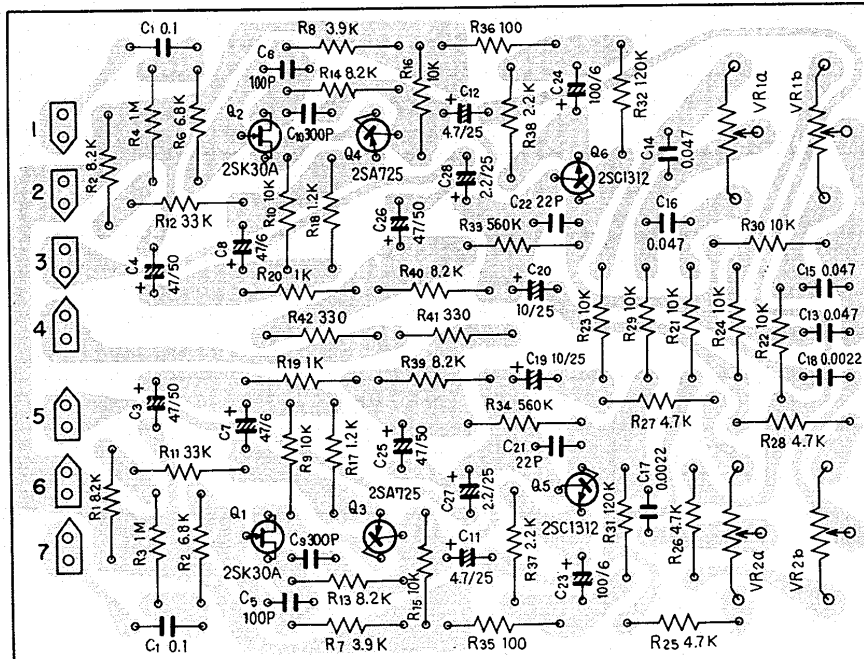 C1 0.1
R8 3.9K
R36 100
C6 100P
R14 8.2K
R16 10K
C12 4.7/25
C24 100/6
R32 120K
VR1a
VR1b
1
R4 1M
R6 6.8K
Q2
C10 300P
Q4
R38 2.2K
Q6
C14 0.047
R2 8.2K
2SK30A
2SA725
C28 2.2/25
2SC1312
2
R12 33K
R10 10K
R18 1.2K
C26 47/50
C22 22P
C16 0.047
R33 560K
R30 10K
3
C4 47/50
C8 47/6
R20 1K
R40 8.2K
C20 10/25
C15 0.047
4
R42 330
R41 330
R23 10K
R29 10K
R21 10K
R24 10K
R22 10K
C13 0.047
R19 1K
R39 8.2K
C19 10/25
C18 0.0022
5
C3 47/50
C7 47/6
R9 10K
R17 1.2K
C25 47/50
R34 560K
R27 4.7K
R28 4.7K
C21 22P
6
R11 33K
R1 8.2K
2SA725
C27 2.2/25
Q5
2SC1312
R31 120K
C17 0.0022
7
R3 1M
R2 6.8K
Q1
C9 300P
Q3
2SK30A
C11 4.7/25
R37 2.2K
C23 100/6
R26 4.7K
VR2a
VR2b
R13 8.2K
R15 10K
C5 100P
C1 0.1
R7 3.9K
R35 100
R25 4.7K